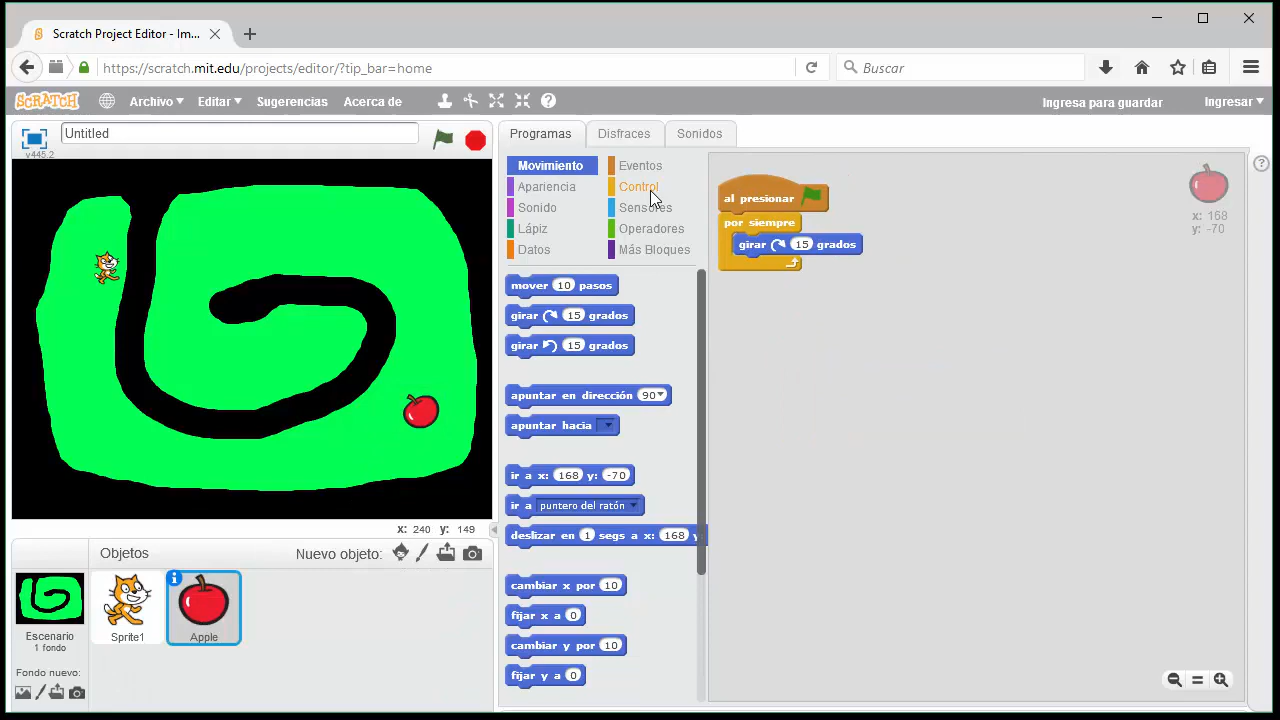 Scratch Project Editor - Im...
https://scratch.mit.edu/projects/editor/?tip_bar=home
Buscar
SCRATCH
Archivo
Editar
Sugerencias
Acerca de
Ingresa para guardar
Ingresar
v445.2
Untitled
Programas
Disfraces
Sonidos
Movimiento
Eventos
Apariencia
Control
Sonido
Sensores
Lápiz
Operadores
Datos
Más Bloques
mover 10 pasos
girar 15 grados
girar 15 grados
apuntar en dirección 90
apuntar hacia
ir a x: 168 y: -70
ir a puntero del ratón
deslizar en 1 segs a x: 168 y
cambiar x por 10
fijar x a 0
cambiar y por 10
fijar y a 0
al presionar
por siempre
girar 15 grados
x: 168
y: -70
x: 240 y: 149
Objetos
Nuevo objeto:
Escenario
1 fondo
Fondo nuevo:
Sprite1
Apple